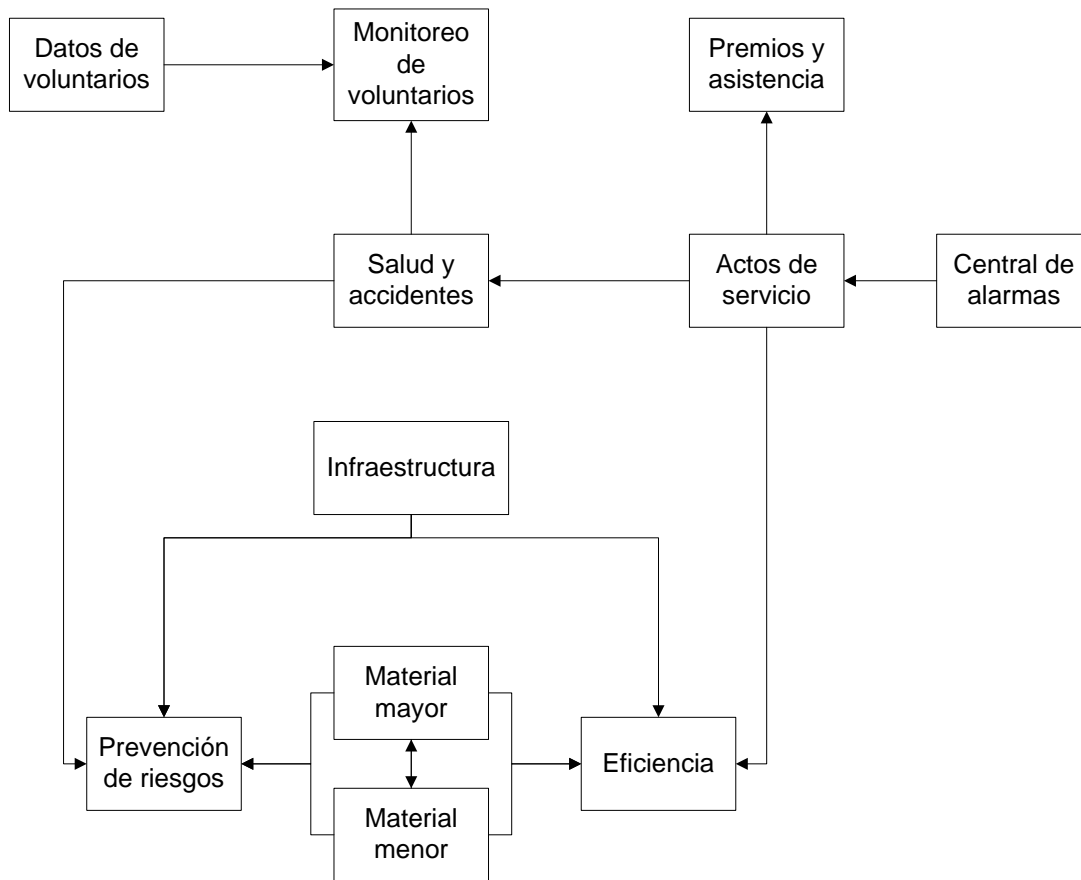 Datos de
voluntarios
Monitoreo
de
voluntarios
Premios y
asistencia
Salud y
accidentes
Actos de
servicio
Central de
alarmas
Infraestructura
Material
mayor
Prevención
de riesgos
Eficiencia
Material
menor